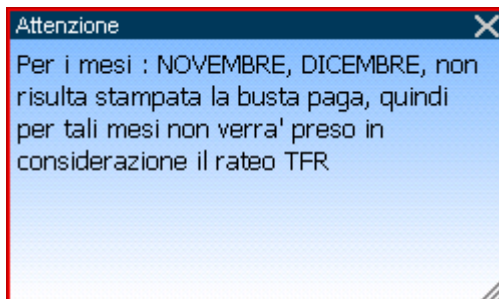 Attenzione
Per i mesi : NOVEMBRE, DICEMBRE, non
risulta stampata la busta paga, quindi
per tali mesi non verra' preso in
considerazione il rateo TFR